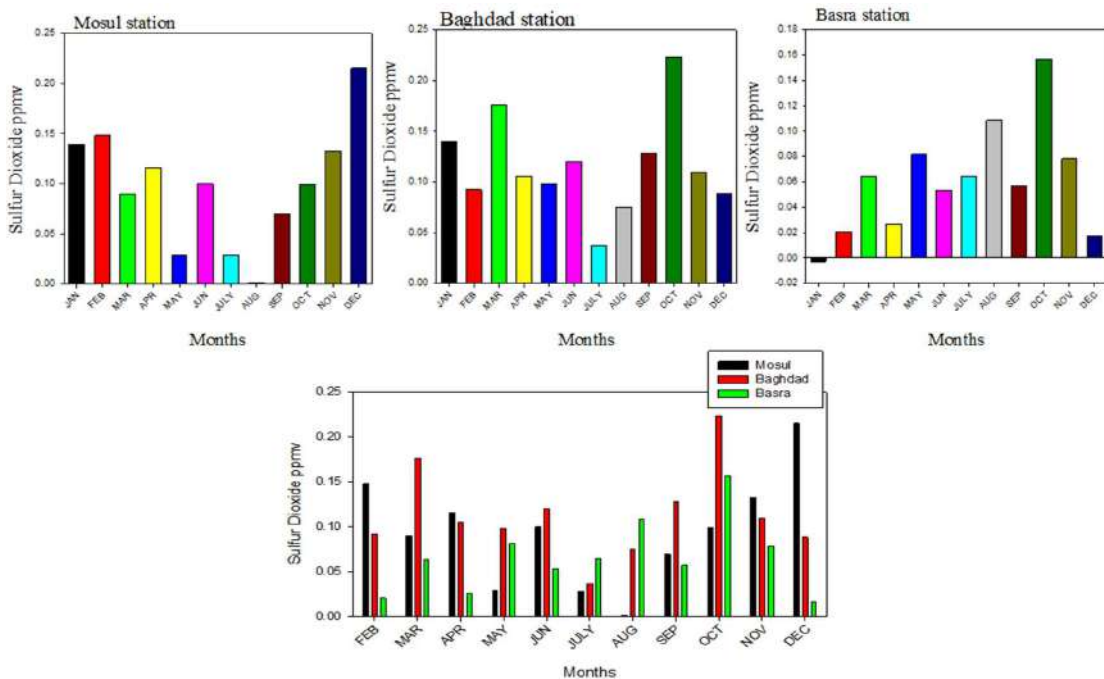 Mosul station
Sulfur Dioxide ppmv
0.25
0.20
0.15
0.10
0.05
0.00
JAN FEB MAR APR MAY JUN JULY AUG SEP OCT NOV DEC
Months
Baghdad station
Sulfur Dioxide ppmv
0.25
0.20
0.15
0.10
0.05
0.00
JAN FEB MAR APR MAY JUN JULY AUG SEP OCT NOV DEC
Months
Basra station
Sulfur Dioxide ppmv
0.18
0.16
0.14
0.12
0.10
0.08
0.06
0.04
0.02
0.00
-0.02
JAN FEB MAR APR MAY JUN JULY AUG SEP OCT NOV DEC
Months
Mosul
Baghdad
Basra
Sulfur Dioxide ppmv
0.25
0.20
0.15
0.10
0.05
0.00
FEB MAR APR MAY JUN JULY AUG SEP OCT NOV DEC
Months